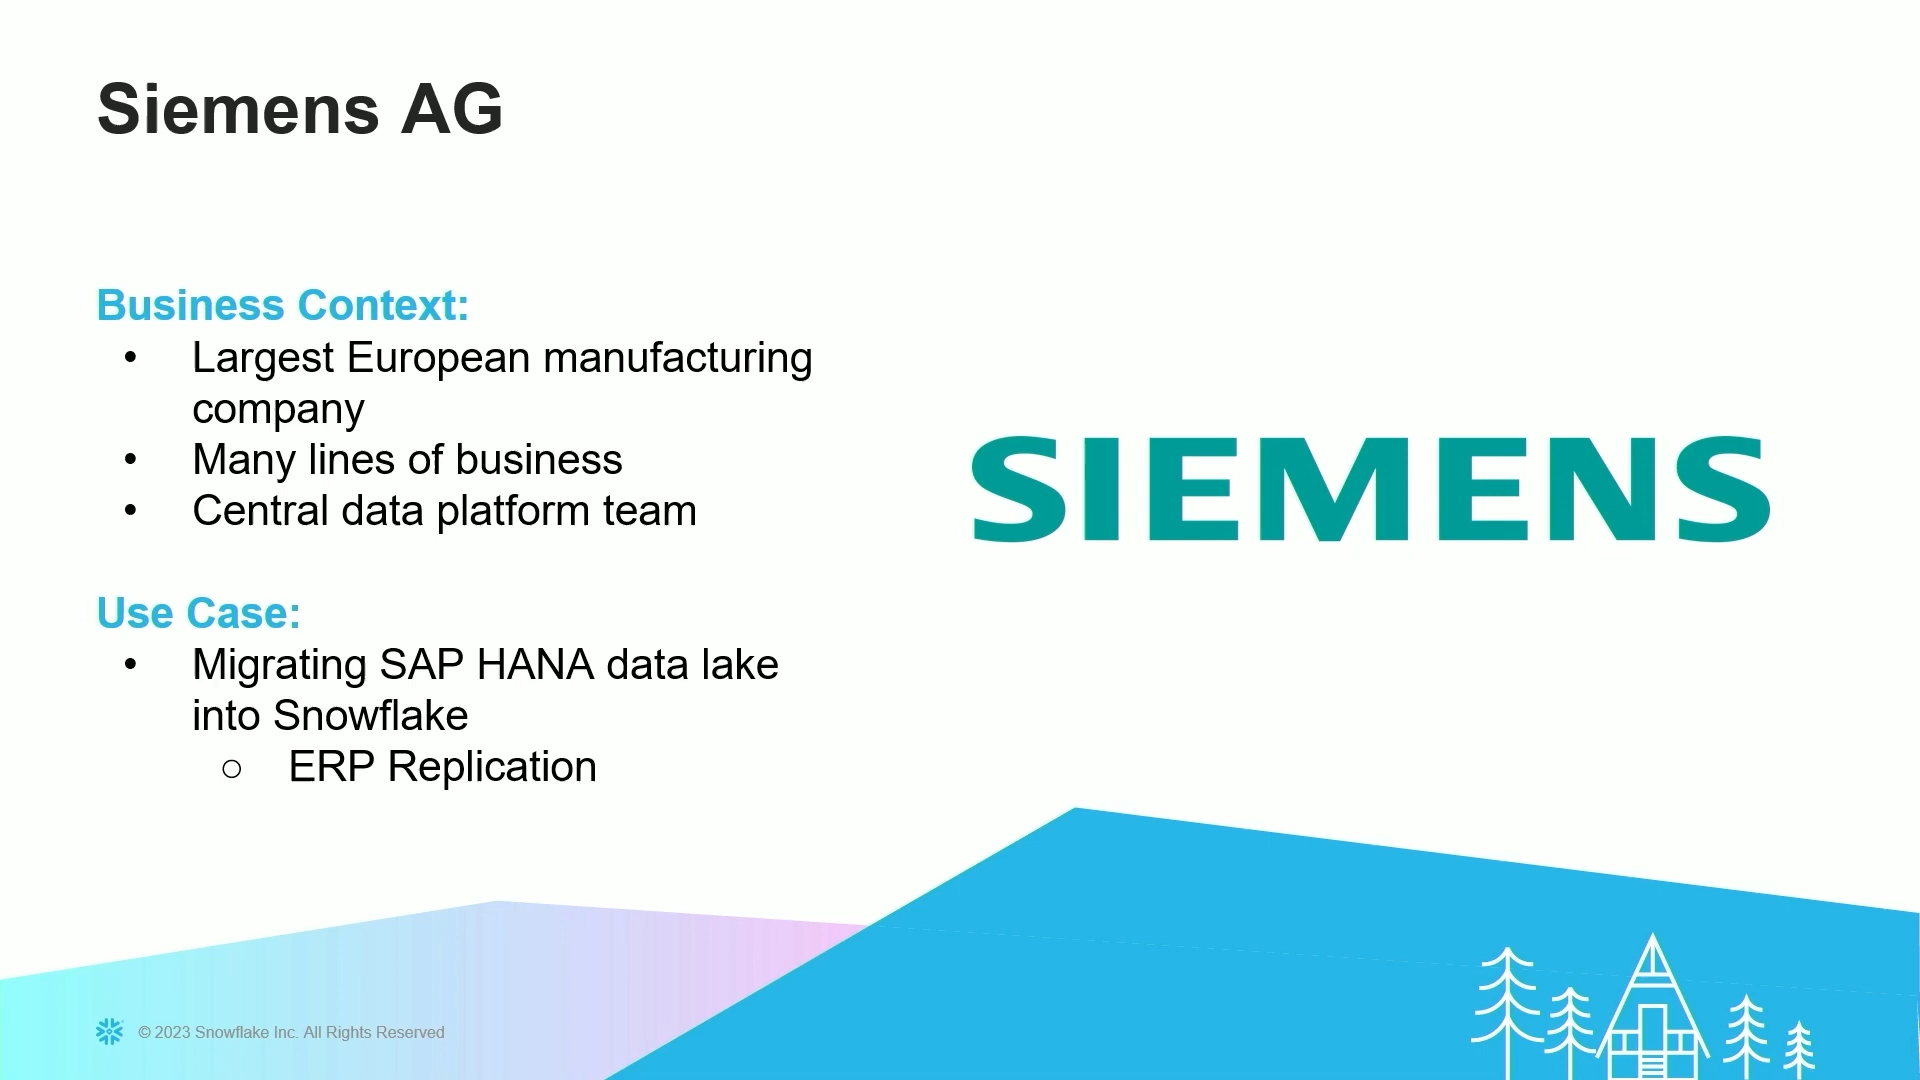 Siemens AG
Business Context:
• Largest European manufacturing
company
• Many lines of business
• Central data platform team
SIEMENS
Use Case:
• Migrating SAP HANA data lake
into Snowflake
○ ERP Replication
© 2023 Snowflake Inc. All Rights Reserved